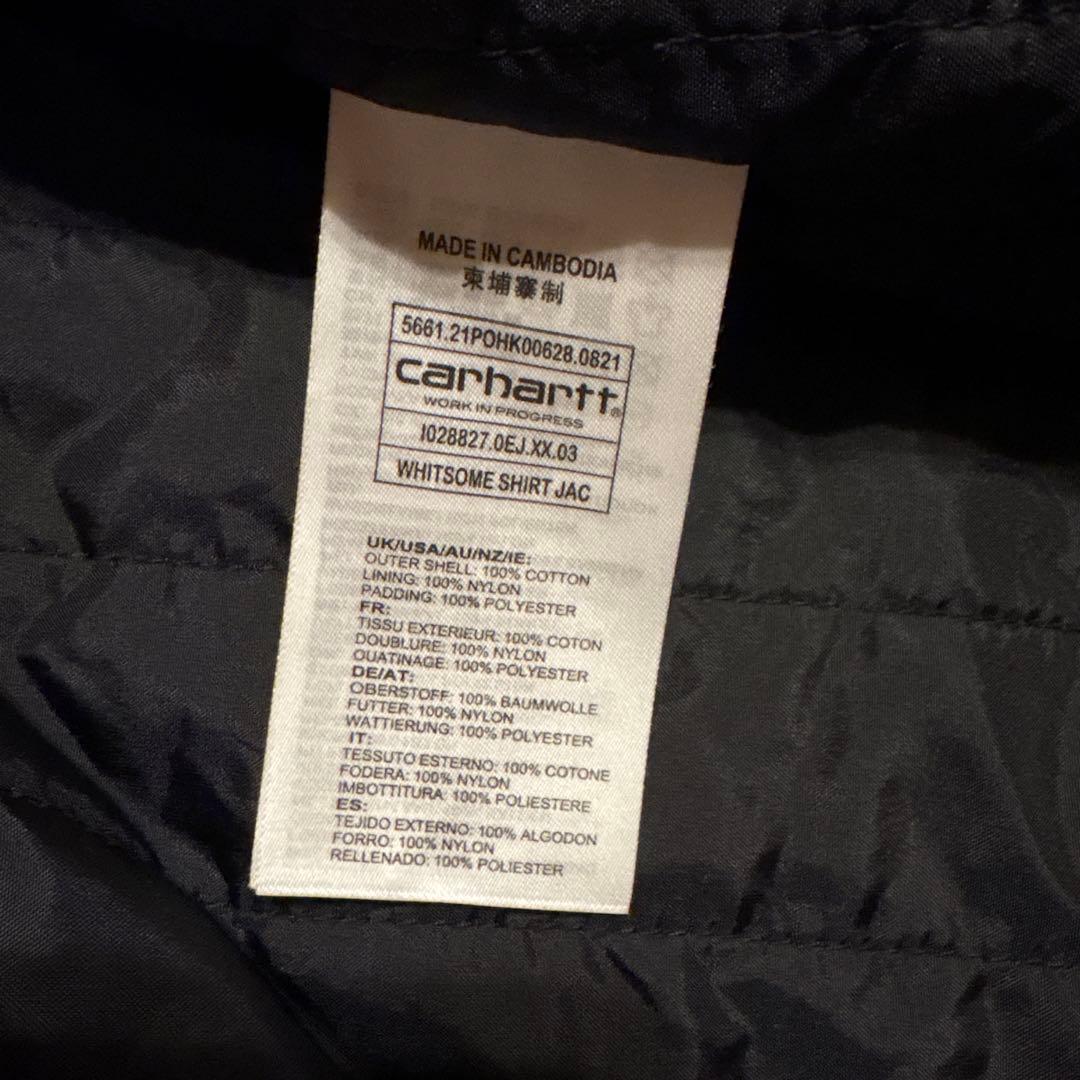 MADE IN CAMBODIA
柬埔寨制
5661.21POHK00628.0821
carhartt®
WORK IN PROGRESS
I028827.0EJ.XX.03
WHITSOME SHIRT JAC
UK/USA/AU/NZ/IE:
OUTER SHELL: 100% COTTON
LINING: 100% NYLON
PADDING: 100% POLYESTER
FR:
TISSU EXTERIEUR: 100% COTON
DOUBLURE: 100% NYLON
OUATINAGE: 100% POLYESTER
DE/AT:
OBERSTOFF: 100% BAUMWOLLE
FUTTER: 100% NYLON
WATTIERUNG: 100% POLYESTER
IT:
TESSUTO ESTERNO: 100% COTONE
FODERA: 100% NYLON
IMBOTTITURA: 100% POLIESTERE
ES:
TEJIDO EXTERNO: 100% ALGODON
FORRO: 100% NYLON
RELLENADO: 100% POLIESTER